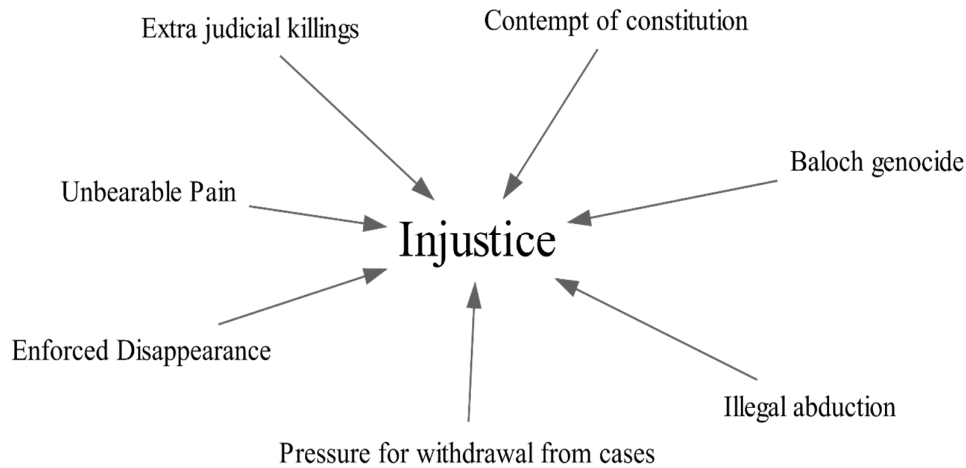 Extra judicial killings
Contempt of constitution
Baloch genocide
Unbearable Pain
Injustice
Enforced Disappearance
Illegal abduction
Pressure for withdrawal from cases